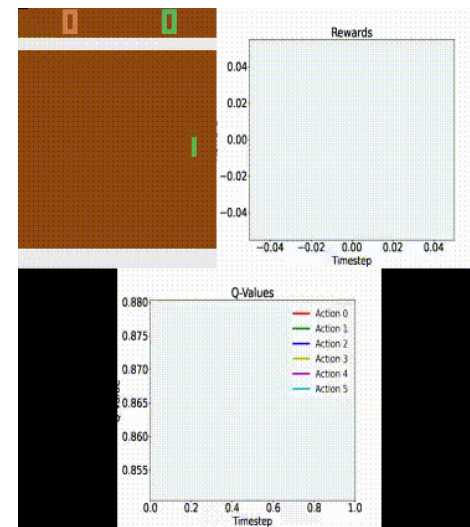 0 0
Rewards
0.04
0.02
0.00
−0.02
−0.04
−0.04 −0.02 0.00 0.02 0.04
Timestep
Q-Values
0.880
0.875
0.870
0.865
0.860
0.855
Action 0
Action 1
Action 2
Action 3
Action 4
Action 5
0.0 0.2 0.4 0.6 0.8 1.0
Timestep